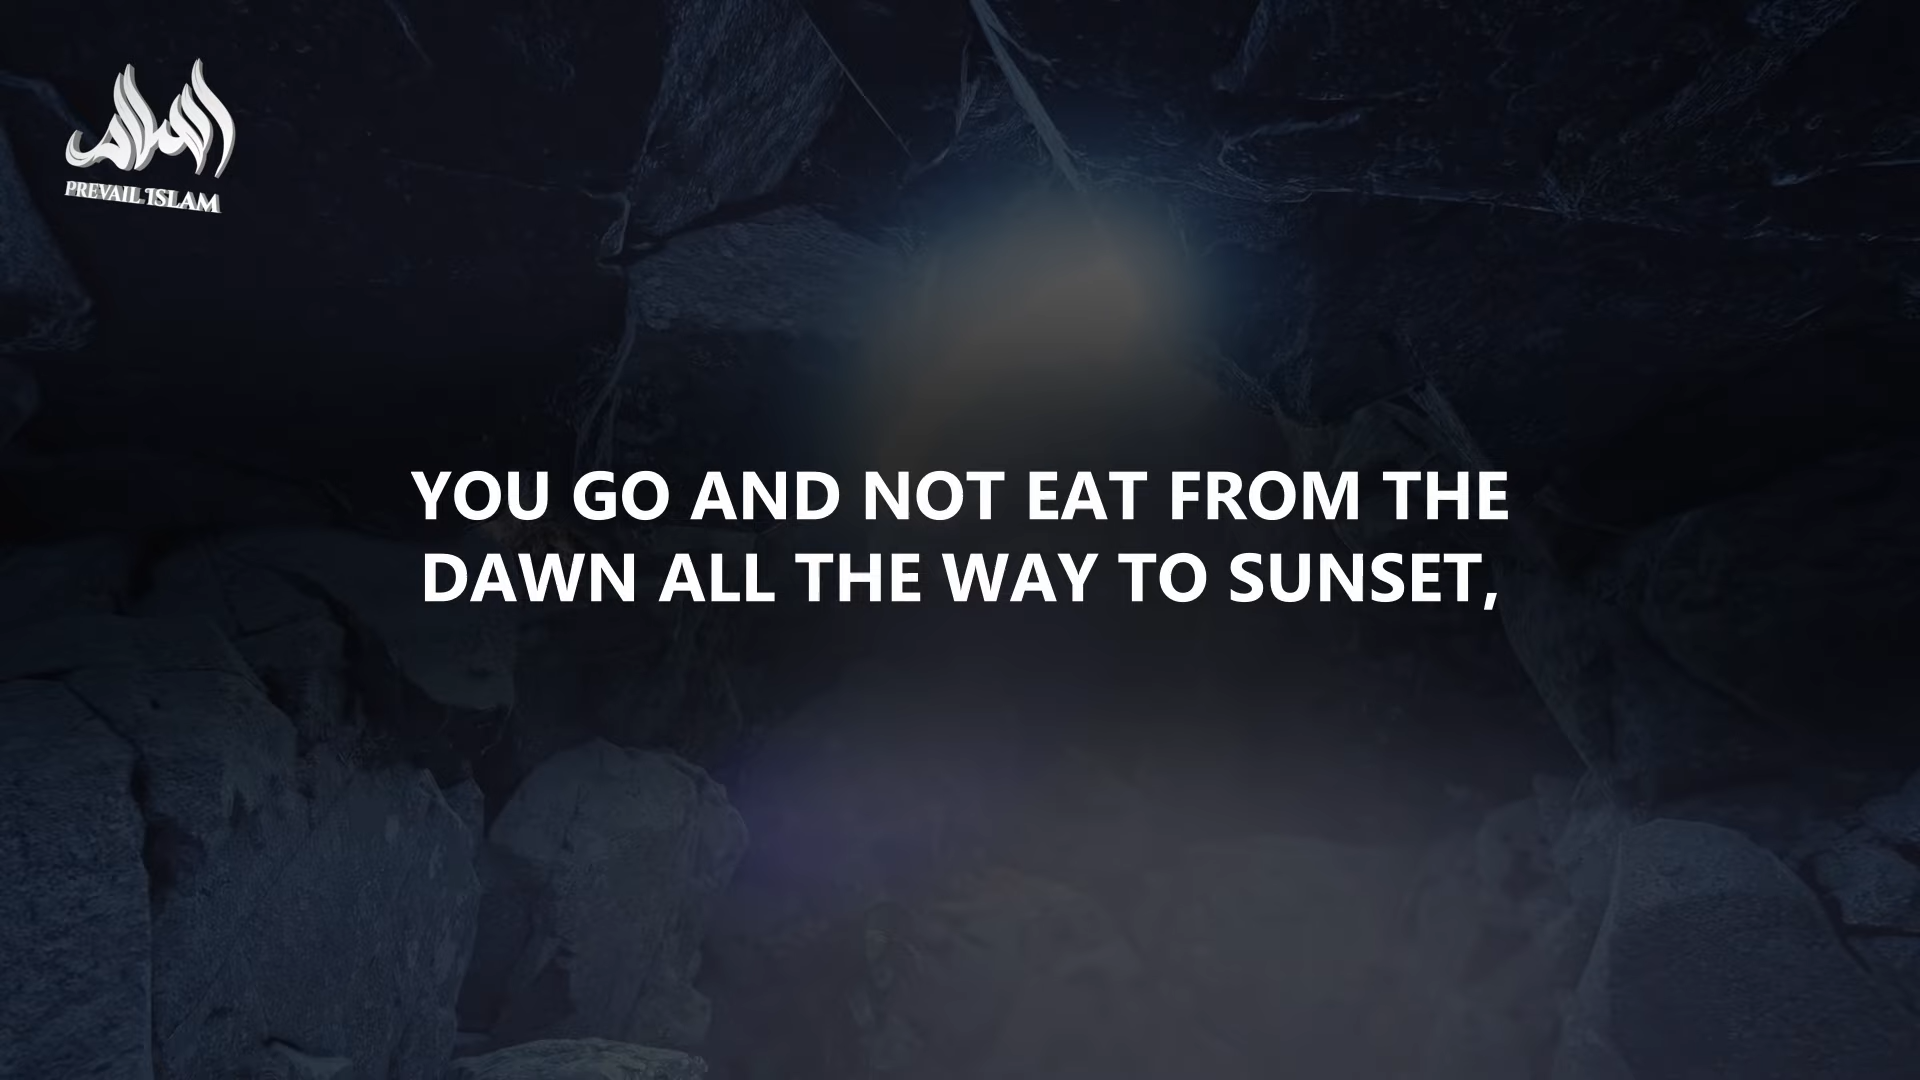 PREVAIL ISLAM
YOU GO AND NOT EAT FROM THE
DAWN ALL THE WAY TO SUNSET,